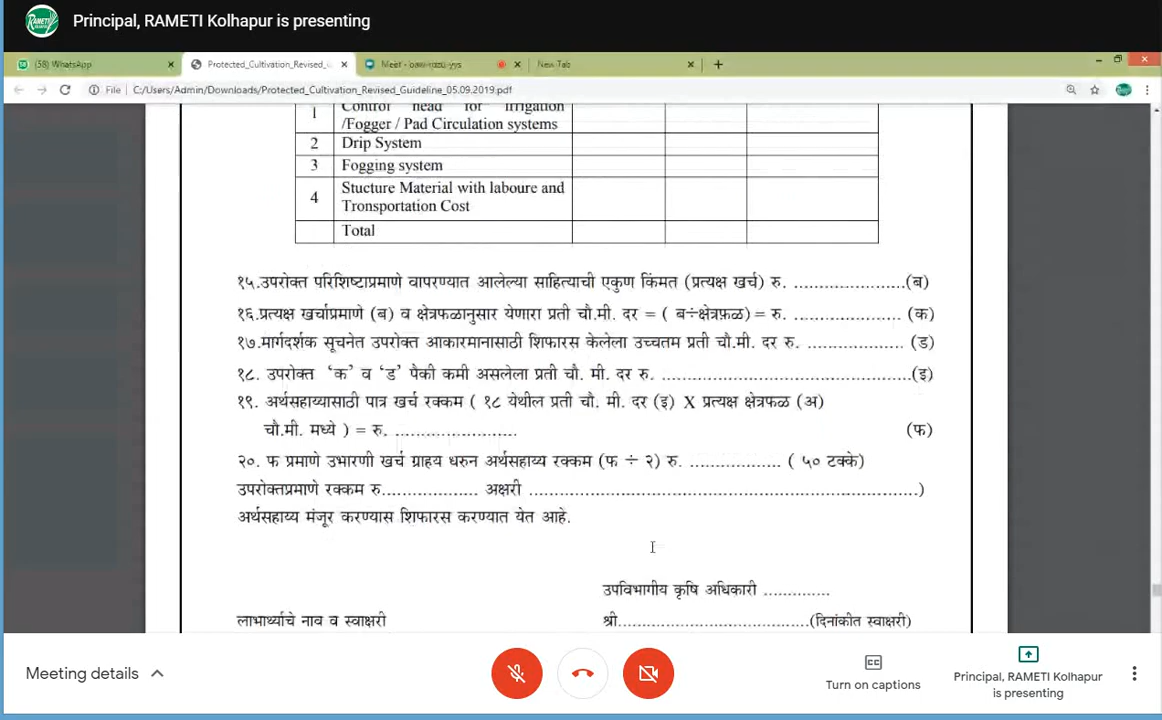 RAMETI
Principal, RAMETI Kolhapur is presenting
(58) WhatsApp
Protected_Cultivation_Revised_
New Tab
File
C:/Users/Admin/Downloads/Protected_Cultivation_Revised_Guideline_05.09.2019.pdf
1 Control head for Irrigation
/Fogger / Pad Circulation systems
2 Drip System
3 Fogging system
4 Stucture Material with laboure and
Tronsportation Cost
Total
१५.उपरोक्त परिशिष्टाप्रमाणे वापरण्यात आलेल्या साहित्याची एकुण किंमत (प्रत्यक्ष खर्च) रु. ......................(ब)
१६.प्रत्यक्ष खर्चाप्रमाणे (ब) व क्षेत्रफळानुसार येणारा प्रती चौ.मी. दर = ( ब÷क्षेत्रफ़ळ)= रु. ..................... (क)
१७.मार्गदर्शक सूचनेत उपरोक्त आकारमानासाठी शिफारस केलेला उच्चतम प्रती चौ.मी. दर रु. ................... (ड)
१८. उपरोक्त ‘क’ व ‘ड’ पैकी कमी असलेला प्रती चौ. मी. दर रु. ..................................................(इ)
१९. अर्थसहाय्यासाठी पात्र खर्च रक्कम ( १८ येथील प्रती चौ. मी. दर (इ) X प्रत्यक्ष क्षेत्रफळ (अ)
चौ.मी. मध्ये ) = रु. ........................ (फ)
२०. फ प्रमाणे उभारणी खर्च ग्राहय धरुन अर्थसहाय्य रक्कम (फ ÷ २) रु. .................. ( ५० टक्के)
उपरोक्तप्रमाणे रक्कम रु................... अक्षरी ..............................................................................)
अर्थसहाय्य मंजूर करण्यास शिफारस करण्यात येत आहे.
उपविभागीय कृषि अधिकारी .............
लाभार्थ्याचे नाव व स्वाक्षरी श्री......................................(दिनांकीत स्वाक्षरी)
Meeting details
Turn on captions
Principal, RAMETI Kolhapur
is presenting